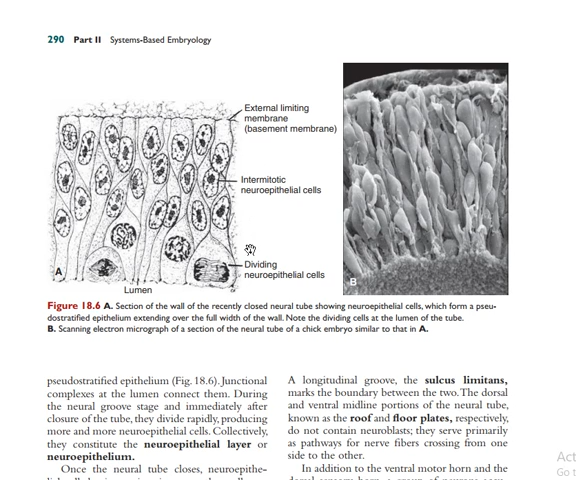 290 Part II Systems-Based Embryology
External limiting
membrane
(basement membrane)
Intermitotic
neuroepithelial cells
Dividing
neuroepithelial cells
A
Lumen
B
Figure 18.6 A. Section of the wall of the recently closed neural tube showing neuroepithelial cells, which form a pseu-
dostratified epithelium extending over the full width of the wall. Note the dividing cells at the lumen of the tube.
B. Scanning electron micrograph of a section of the neural tube of a chick embryo similar to that in A.
pseudostratified epithelium (Fig. 18.6). Junctional
complexes at the lumen connect them. During
the neural groove stage and immediately after
closure of the tube, they divide rapidly, producing
more and more neuroepithelial cells. Collectively,
they constitute the neuroepithelial layer or
neuroepithelium.
Once the neural tube closes, neuroepithe-
A longitudinal groove, the sulcus limitans,
marks the boundary between the two. The dorsal
and ventral midline portions of the neural tube,
known as the roof and floor plates, respectively,
do not contain neuroblasts; they serve primarily
as pathways for nerve fibers crossing from one
side to the other.
In addition to the ventral motor horn and the
Act
Go t